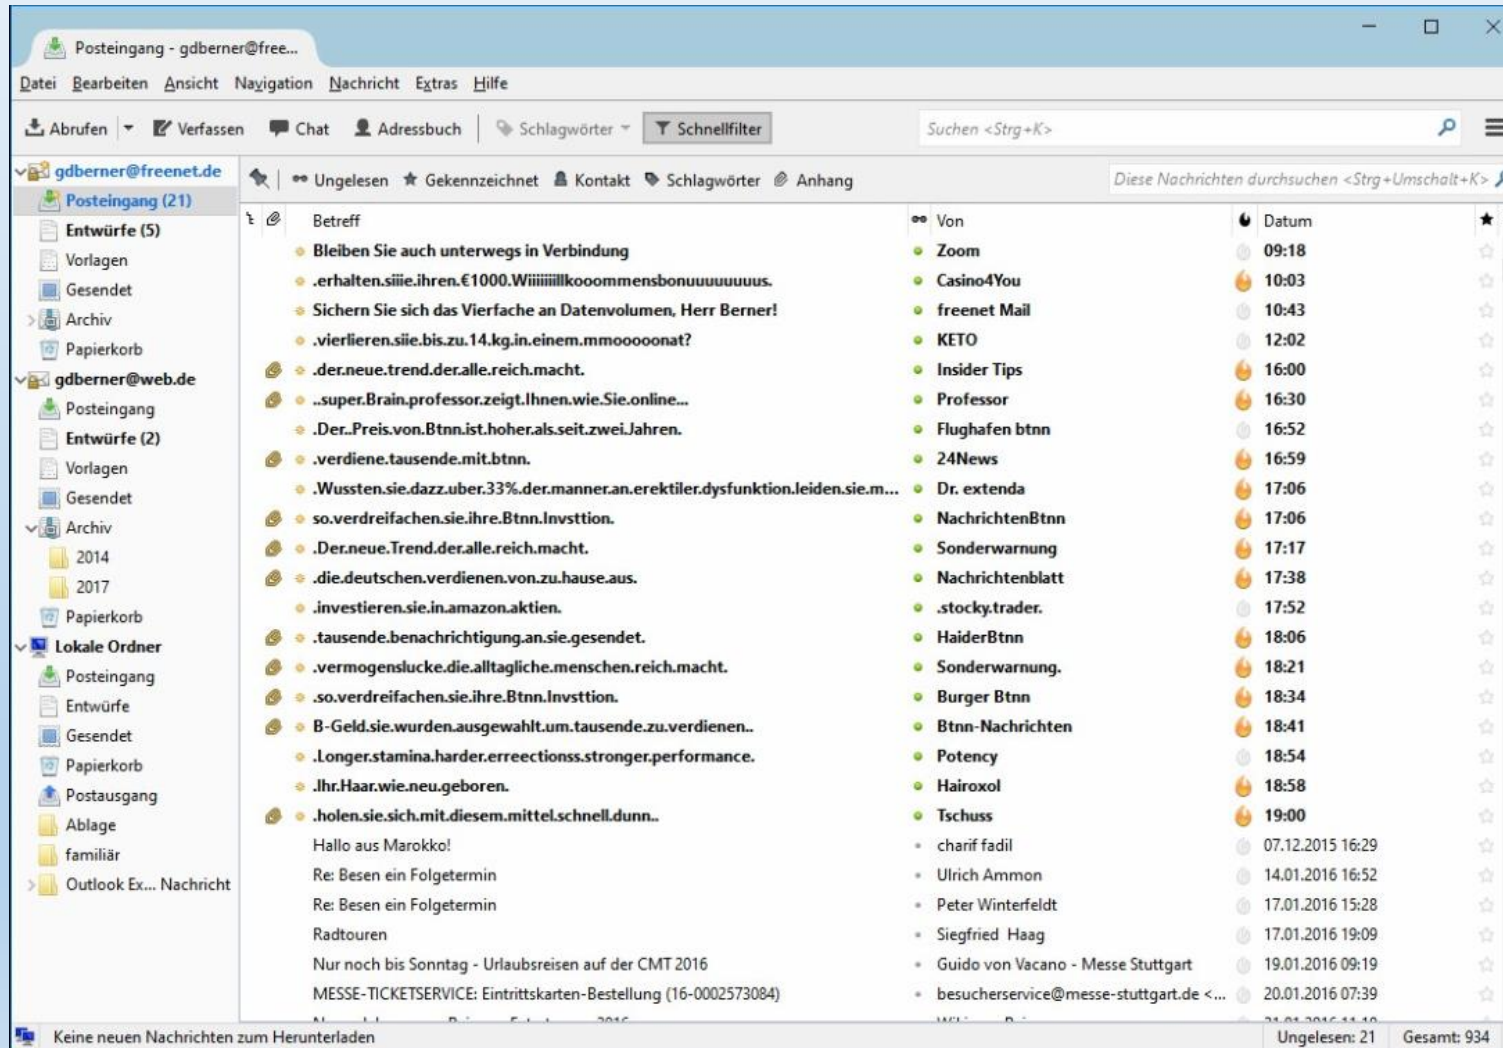 Posteingang - gdberner@free...
Datei Bearbeiten Ansicht Navigation Nachricht Extras Hilfe
Abrufen Verfassen Chat Adressbuch Schlagwörter Schnellfilter Suchen <Strg+K>
gdberner@freenet.de
Posteingang (21)
Entwürfe (5)
Vorlagen
Gesendet
Archiv
Papierkorb
gdberner@web.de
Posteingang
Entwürfe (2)
Vorlagen
Gesendet
Archiv
2014
2017
Papierkorb
Lokale Ordner
Posteingang
Entwürfe
Gesendet
Papierkorb
Postausgang
Ablage
familiär
Outlook Ex... Nachricht
Ungelesen Gekennzeichnet Kontakt Schlagwörter Anhang Diese Nachrichten durchsuchen <Strg+Umschalt+K>
Betreff Von Datum
Bleiben Sie auch unterwegs in Verbindung Zoom 09:18
.erhalten.siiie.ihren.€1000.Wiiiiiiillkooommensbonuuuuuuuus. Casino4You 10:03
Sichern Sie sich das Vierfache an Datenvolumen, Herr Berner! freenet Mail 10:43
.vierlieren.siie.bis.zu.14.kg.in.einem.mmooooonat? KETO 12:02
.der.neue.trend.der.alle.reich.macht. Insider Tips 16:00
..super.Brain.professor.zeigt.Ihnen.wie.Sie.online... Professor 16:30
.Der..Preis.von.Btnn.ist.hoher.als.seit.zwei.Jahren. Flughafen btnn 16:52
.verdiene.tausende.mit.btnn. 24News 16:59
.Wussten.sie.dazz.uber.33%.der.manner.an.erektiler.dysfunktion.leiden.sie.m... Dr. extenda 17:06
so.verdreifachen.sie.ihre.Btnn.Invsttion. NachrichtenBtnn 17:06
.Der.neue.Trend.der.alle.reich.macht. Sonderwarnung 17:17
.die.deutschen.verdienen.von.zu.hause.aus. Nachrichtenblatt 17:38
.investieren.sie.in.amazon.aktien. .stocky.trader. 17:52
.tausende.benachrichtigung.an.sie.gesendet. HaiderBtnn 18:06
.vermogenslucke.die.alltagliche.menschen.reich.macht. Sonderwarnung. 18:21
.so.verdreifachen.sie.ihre.Btnn.Invsttion. Burger Btnn 18:34
B-Geld.sie.wurden.ausgewahlt.um.tausende.zu.verdienen.. Btnn-Nachrichten 18:41
.Longer.stamina.harder.erreectionss.stronger.performance. Potency 18:54
.Ihr.Haar.wie.neu.geboren. Hairoxol 18:58
.holen.sie.sich.mit.diesem.mittel.schnell.dunn.. Tschuss 19:00
Hallo aus Marokko! charif fadil 07.12.2015 16:29
Re: Besen ein Folgetermin Ulrich Ammon 14.01.2016 16:52
Re: Besen ein Folgetermin Peter Winterfeldt 17.01.2016 15:28
Radtouren Siegfried Haag 17.01.2016 19:09
Nur noch bis Sonntag - Urlaubsreisen auf der CMT 2016 Guido von Vacano - Messe Stuttgart 19.01.2016 09:19
MESSE-TICKETSERVICE: Eintrittskarten-Bestellung (16-0002573084) besucherservice@messe-stuttgart.de <... 20.01.2016 07:39
Keine neuen Nachrichten zum Herunterladen Ungelesen: 21 Gesamt: 934